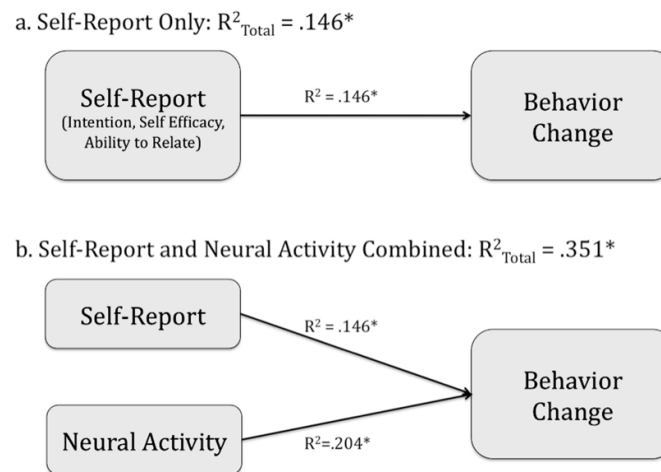 a. Self-Report Only: R²Total = .146*
Self-Report
(Intention, Self Efficacy,
Ability to Relate)
R² = .146*
Behavior
Change
b. Self-Report and Neural Activity Combined: R²Total = .351*
Self-Report
R² = .146*
Behavior
Change
Neural Activity
R²=.204*